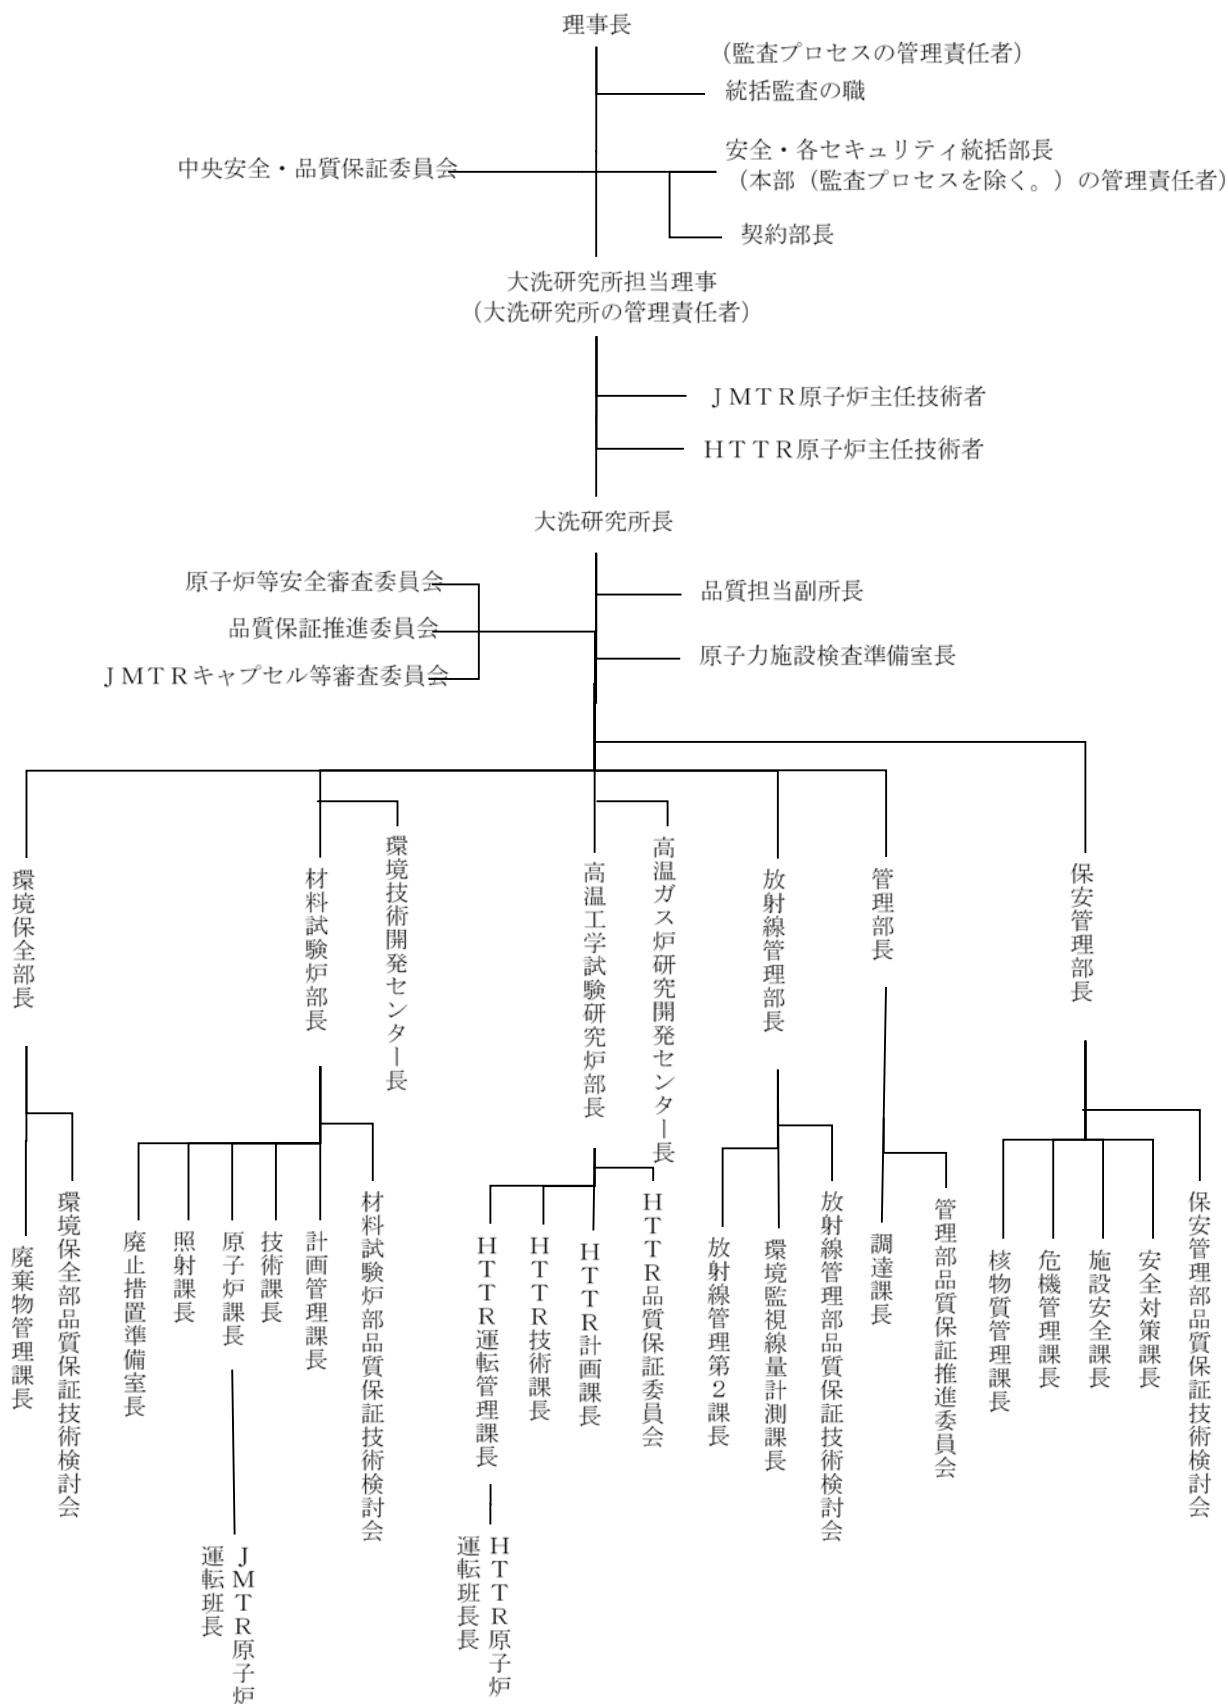 理事長
(監査プロセスの管理責任者)
統括監査の職
中央安全・品質保証委員会
安全・各セキュリティ統括部長
(本部(監査プロセスを除く。)の管理責任者)
契約部長
大洗研究所担当理事
(大洗研究所の管理責任者)
JMTR原子炉主任技術者
HTTR原子炉主任技術者
大洗研究所長
原子炉等安全審査委員会
品質保証推進委員会
JMTRキャプセル等審査委員会
品質担当副所長
原子力施設検査準備室長
環境保全部長
材料試験炉部長
環境技術開発センター長
高温工学試験研究炉部長
高温ガス炉研究開発センター長
放射線管理部長
管理部長
保安管理部長
廃棄物管理課長
環境保全部品質保証技術検討会
廃止措置準備室長
照射課長
原子炉課長
技術課長
計画管理課長
材料試験炉部品質保証技術検討会
HTTR運転管理課長
HTTR技術課長
HTTR計画課長
HTTR品質保証委員会
放射線管理第2課長
環境監視線量計測課長
放射線管理部品質保証技術検討会
調達課長
管理部品質保証推進委員会
核物質管理課長
危機管理課長
施設安全課長
安全対策課長
保安管理部品質保証技術検討会
JMTR原子炉
運転班長
HTTR原子炉
運転班長長